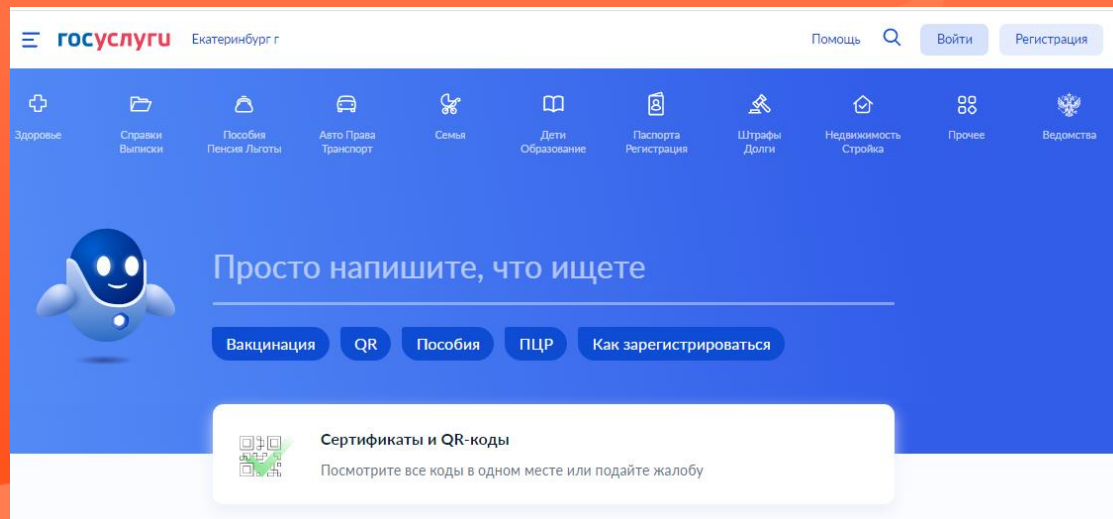 госуслуги Екатеринбург г Помощь Войти Регистрация
Здоровье
Справки Выписки
Пособия Пенсия Льготы
Авто Права Транспорт
Семья
Дети Образование
Паспорта Регистрация
Штрафы Долги
Недвижимость Стройка
Прочее
Ведомства
Просто напишите, что ищете
Вакцинация QR Пособия ПЦР Как зарегистрироваться
Сертификаты и QR-коды
Посмотрите все коды в одном месте или подайте жалобу